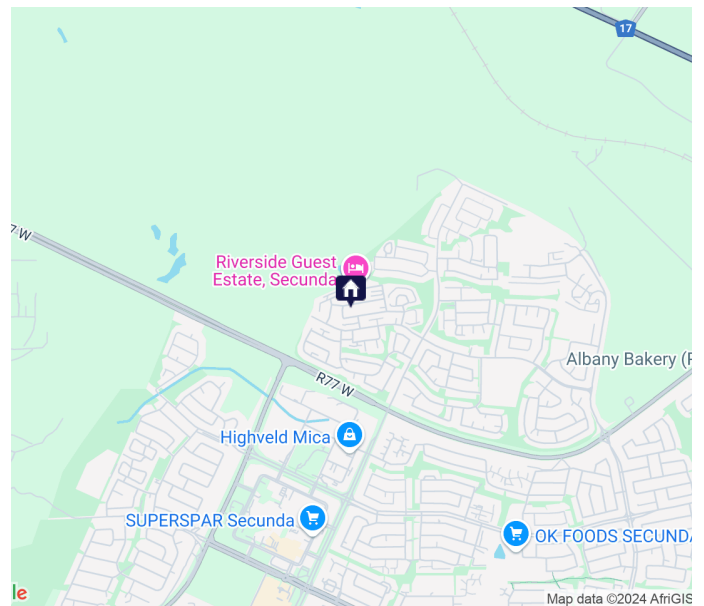 17
7 W
Riverside Guest
Estate, Secunda
Albany Bakery (F
R77 W
Highveld Mica
SUPERSPAR Secunda
OK FOODS SECUNDA
le
Map data ©2024 AfriGIS